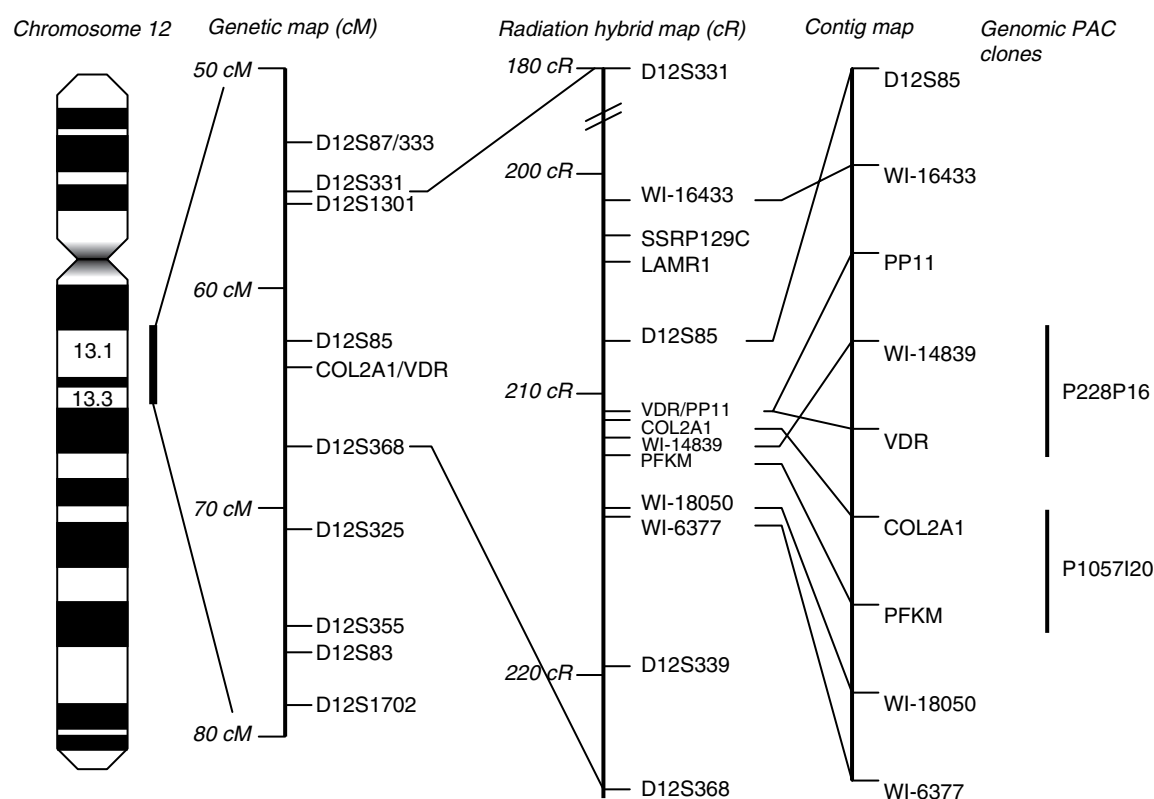 Chromosome 12
Genetic map (cM)
Radiation hybrid map (cR)
Contig map
Genomic PAC
clones
13.1
13.3
50 cM
D12S87/333
D12S331
D12S1301
60 cM
D12S85
COL2A1/VDR
D12S368
70 cM
D12S325
D12S355
D12S83
D12S1702
80 cM
180 cR
D12S331
200 cR
WI-16433
SSRP129C
LAMR1
D12S85
210 cR
VDR/PP11
COL2A1
WI-14839
PFKM
WI-18050
WI-6377
D12S339
220 cR
D12S368
D12S85
WI-16433
PP11
WI-14839
VDR
COL2A1
PFKM
WI-18050
WI-6377
P228P16
P1057I20